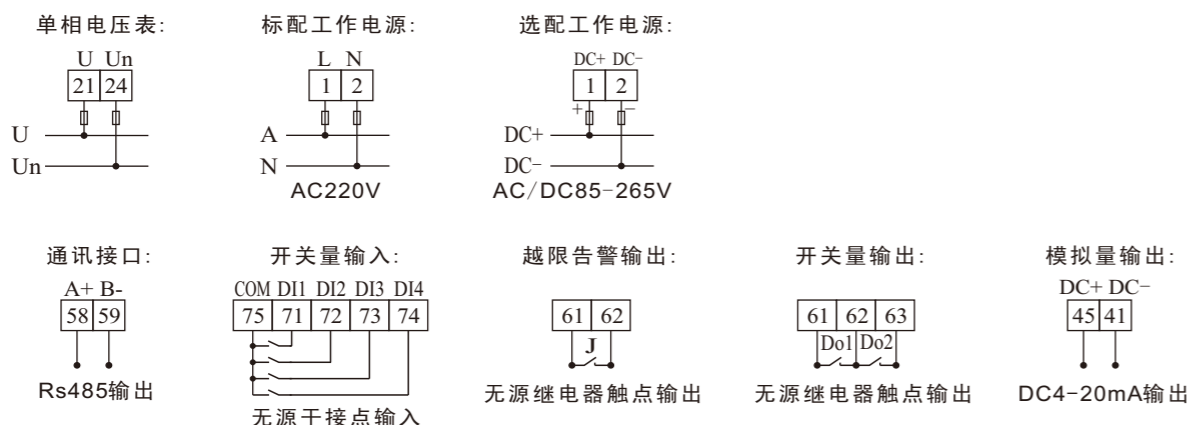 单相电压表:
标配工作电源:
选配工作电源:
U Un
L N
DC+ DC-
21 24
1 2
1 2
+ -
U
A
DC+
Un
N
DC-
AC220V
AC/DC85-265V
通讯接口:
开关量输入:
越限告警输出:
开关量输出:
模拟量输出:
A+ B-
COM DI1 DI2 DI3 DI4
DC+ DC-
58 59
75 71 72 73 74
61 62
61 62 63
45 41
J
Do1 Do2
Rs485输出
无源干接点输入
无源继电器触点输出
无源继电器触点输出
DC4-20mA输出